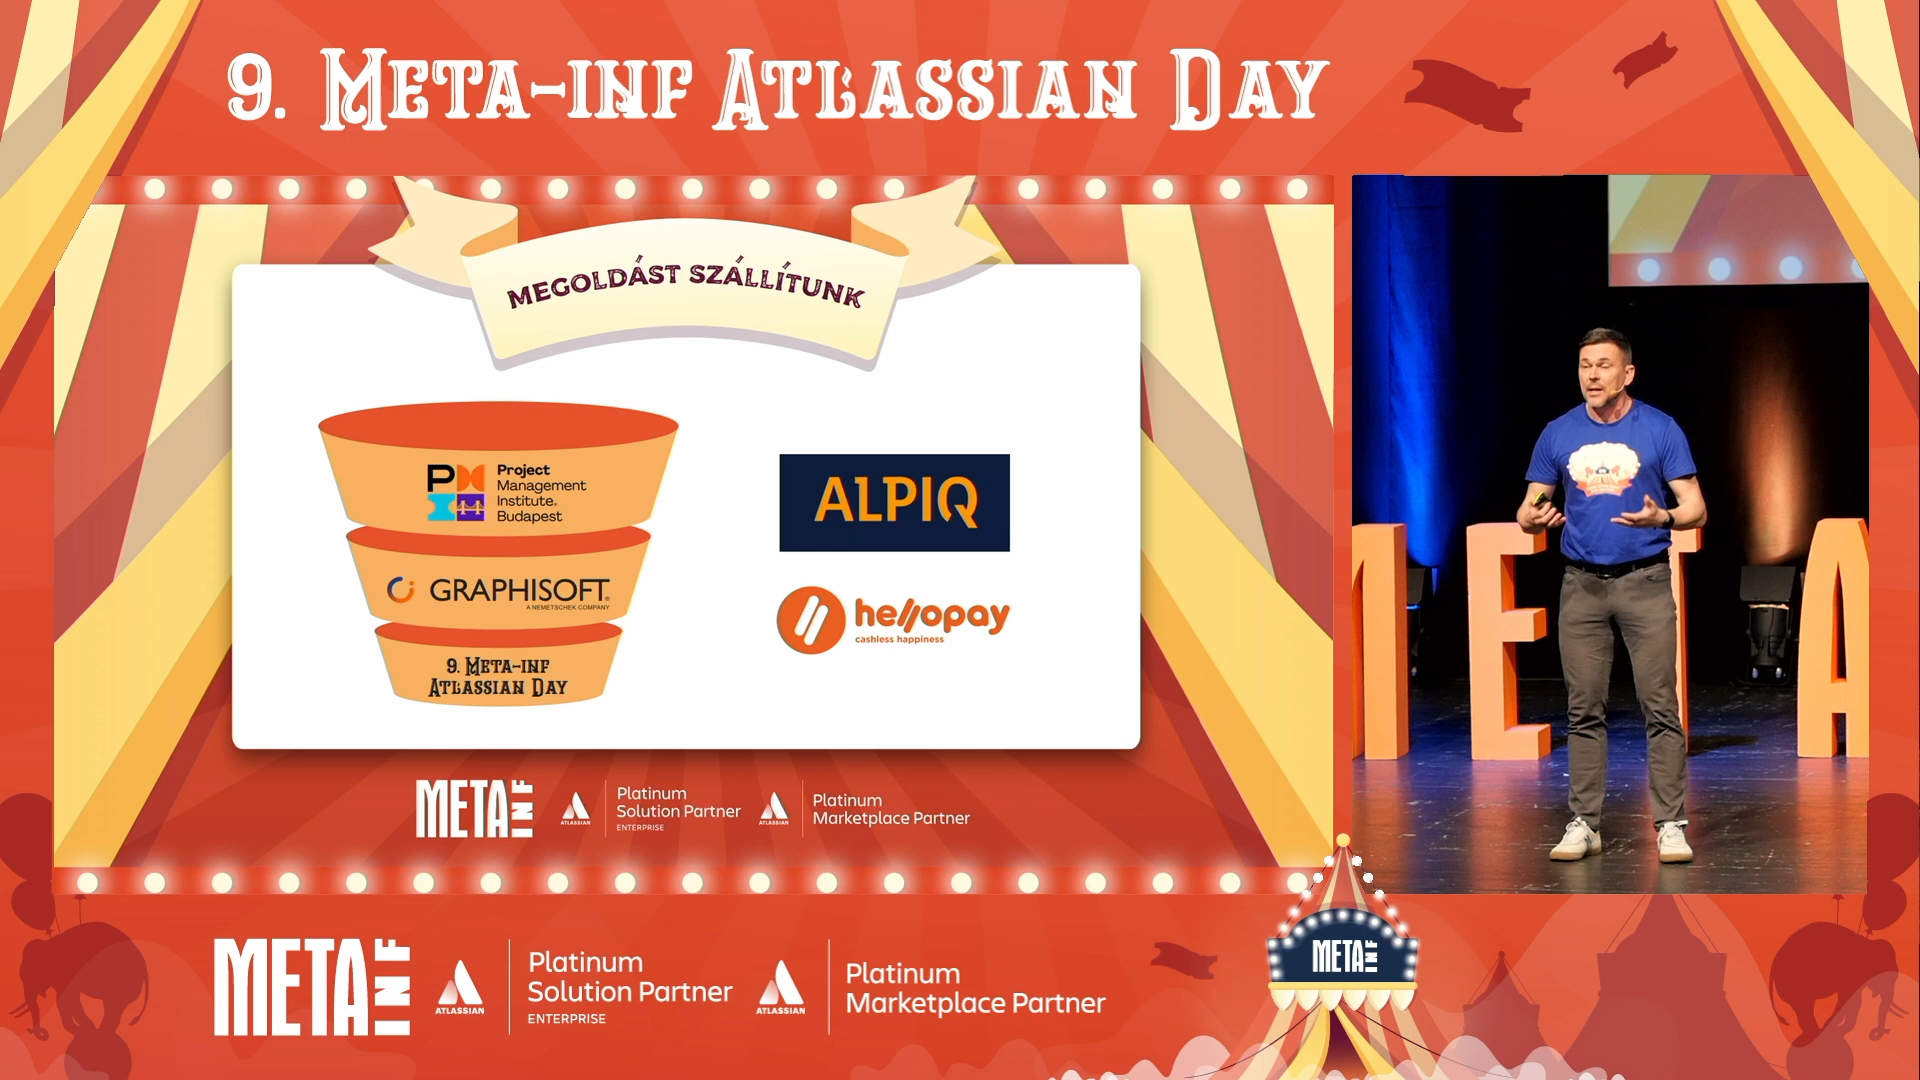 9. META-INF ATLASSIAN DAY
MEGOLDÁST SZÁLLÍTUNK
PM
Project
Management
Institute®
Budapest
GRAPHISOFT®
A NEMETSCHEK COMPANY
9. META-INF
ATLASSIAN DAY
ALPIQ
hellopay
cashless happiness
META INF
ATLASSIAN
Platinum
Solution Partner
ENTERPRISE
ATLASSIAN
Platinum
Marketplace Partner
META
META INF
ATLASSIAN
Platinum
Solution Partner
ENTERPRISE
ATLASSIAN
Platinum
Marketplace Partner
META INF